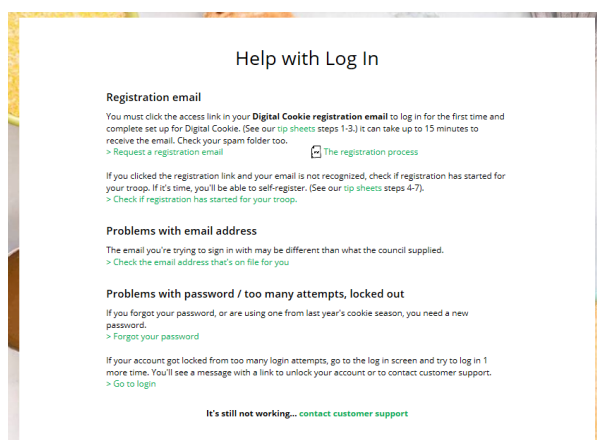 Help with Log In
Registration email
You must click the access link in your Digital Cookie registration email to log in for the first time and
complete set up for Digital Cookie. (See our tip sheets steps 1-3.) it can take up to 15 minutes to
receive the email. Check your spam folder too.
> Request a registration email
The registration process
If you clicked the registration link and your email is not recognized, check if registration has started for
your troop. If it's time, you'll be able to self-register. (See our tip sheets steps 4-7).
> Check if registration has started for your troop.
Problems with email address
The email you're trying to sign in with may be different than what the council supplied.
> Check the email address that's on file for you
Problems with password / too many attempts, locked out
If you forgot your password, or are using one from last year's cookie season, you need a new
password.
> Forgot your password
If your account got locked from too many login attempts, go to the log in screen and try to log in 1
more time. You'll see a message with a link to unlock your account or to contact customer support.
> Go to login
It's still not working... contact customer support